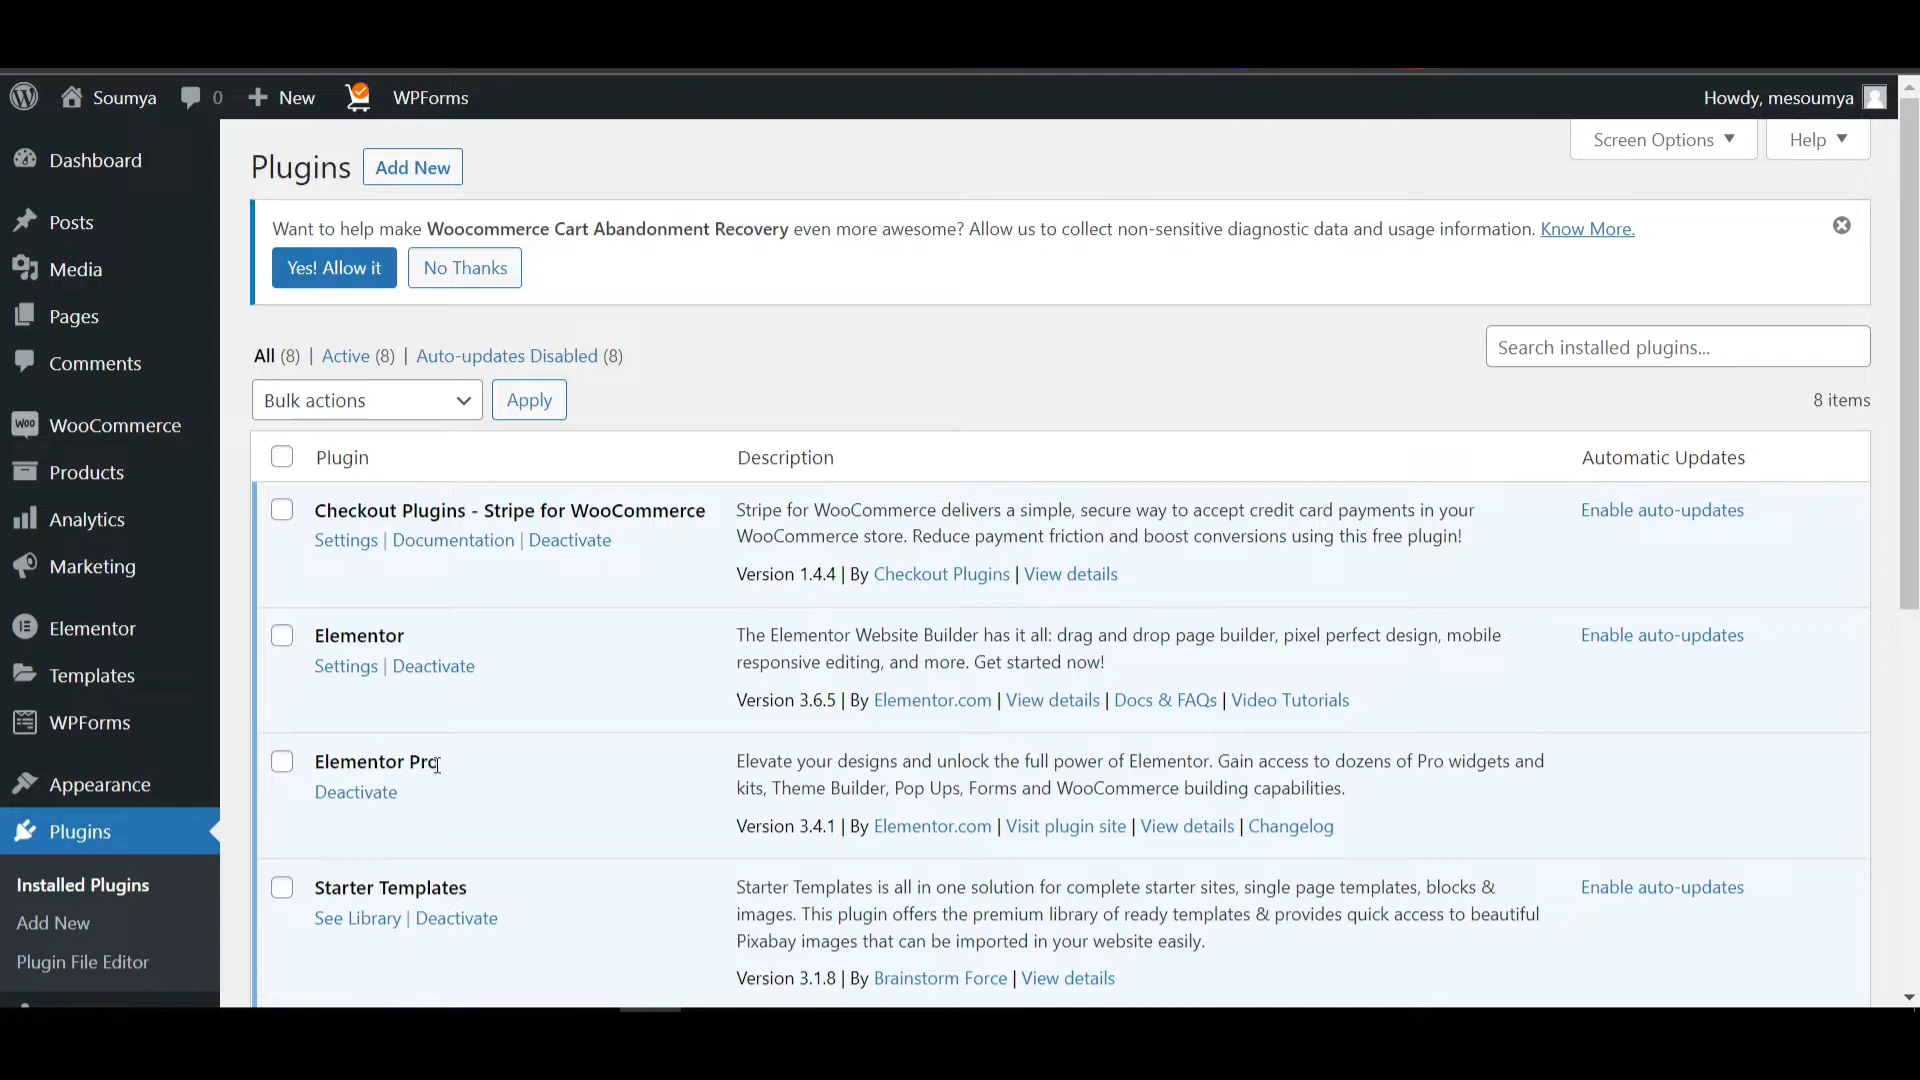 Soumya 0 New WPForms Howdy, mesoumya
Screen Options Help
Dashboard
Posts
Media
Pages
Comments
WooCommerce
Products
Analytics
Marketing
Elementor
Templates
WPForms
Appearance
Plugins
Installed Plugins
Add New
Plugin File Editor
Plugins Add New
Want to help make Woocommerce Cart Abandonment Recovery even more awesome? Allow us to collect non-sensitive diagnostic data and usage information. Know More.
Yes! Allow it No Thanks
All (8) | Active (8) | Auto-updates Disabled (8)
Search installed plugins...
Bulk actions Apply
8 items
Plugin Description Automatic Updates
Checkout Plugins - Stripe for WooCommerce
Settings | Documentation | Deactivate
Stripe for WooCommerce delivers a simple, secure way to accept credit card payments in your
WooCommerce store. Reduce payment friction and boost conversions using this free plugin!
Version 1.4.4 | By Checkout Plugins | View details
Enable auto-updates
Elementor
Settings | Deactivate
The Elementor Website Builder has it all: drag and drop page builder, pixel perfect design, mobile
responsive editing, and more. Get started now!
Version 3.6.5 | By Elementor.com | View details | Docs & FAQs | Video Tutorials
Enable auto-updates
Elementor Pro
Deactivate
Elevate your designs and unlock the full power of Elementor. Gain access to dozens of Pro widgets and
kits, Theme Builder, Pop Ups, Forms and WooCommerce building capabilities.
Version 3.4.1 | By Elementor.com | Visit plugin site | View details | Changelog
Starter Templates
See Library | Deactivate
Starter Templates is all in one solution for complete starter sites, single page templates, blocks &
images. This plugin offers the premium library of ready templates & provides quick access to beautiful
Pixabay images that can be imported in your website easily.
Version 3.1.8 | By Brainstorm Force | View details
Enable auto-updates